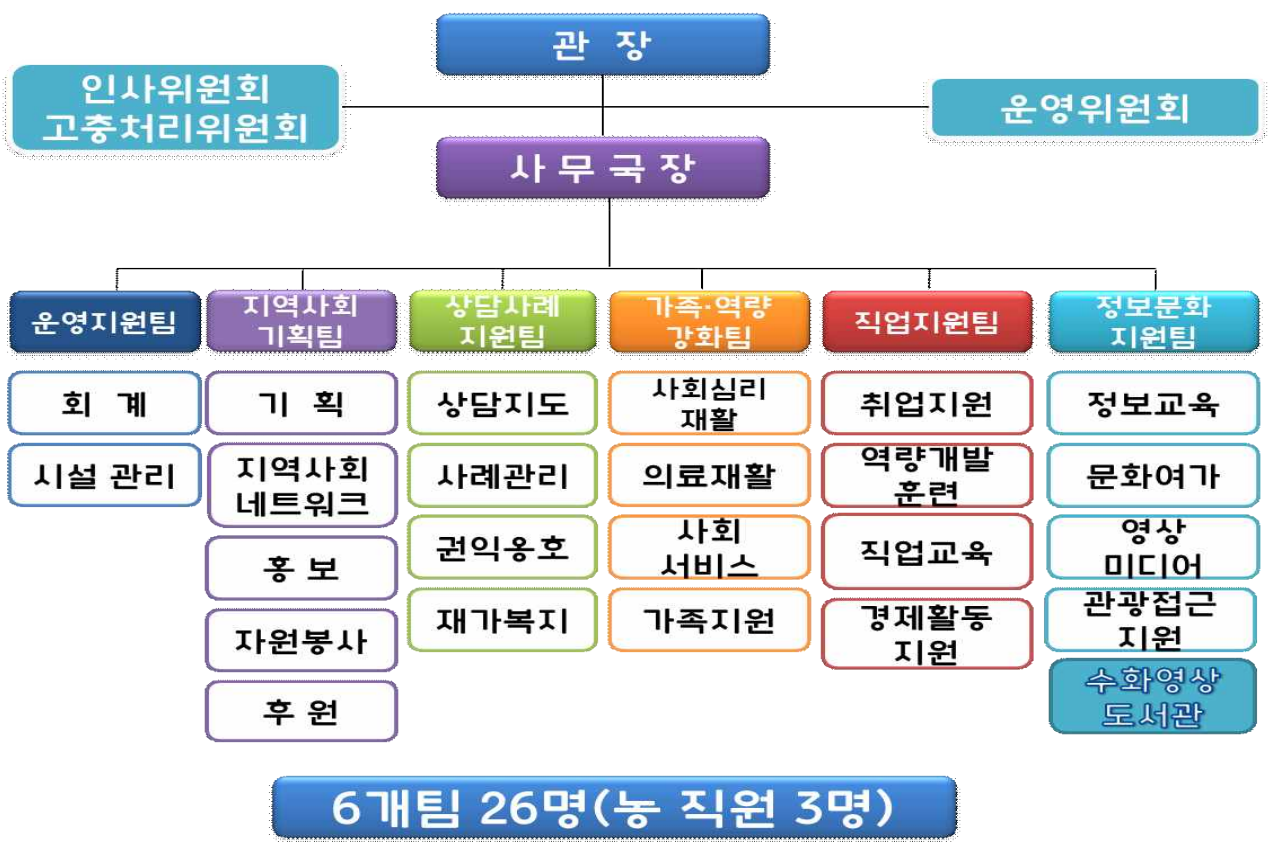 관 장
인사위원회
고충처리위원회
운영위원회
사 무 국 장
운영지원팀
지역사회
기획팀
상담사례
지원팀
가족·역량
강화팀
직업지원팀
정보문화
지원팀
회 계
시설 관리
기 획
지역사회
네트워크
홍 보
자원봉사
후 원
상담지도
사례관리
권익옹호
재가복지
사회심리
재활
의료재활
사회
서비스
가족지원
취업지원
역량개발
훈련
직업교육
경제활동
지원
정보교육
문화여가
영상
미디어
관광접근
지원
수화영상
도서관
6개팀 26명(농 직원 3명)